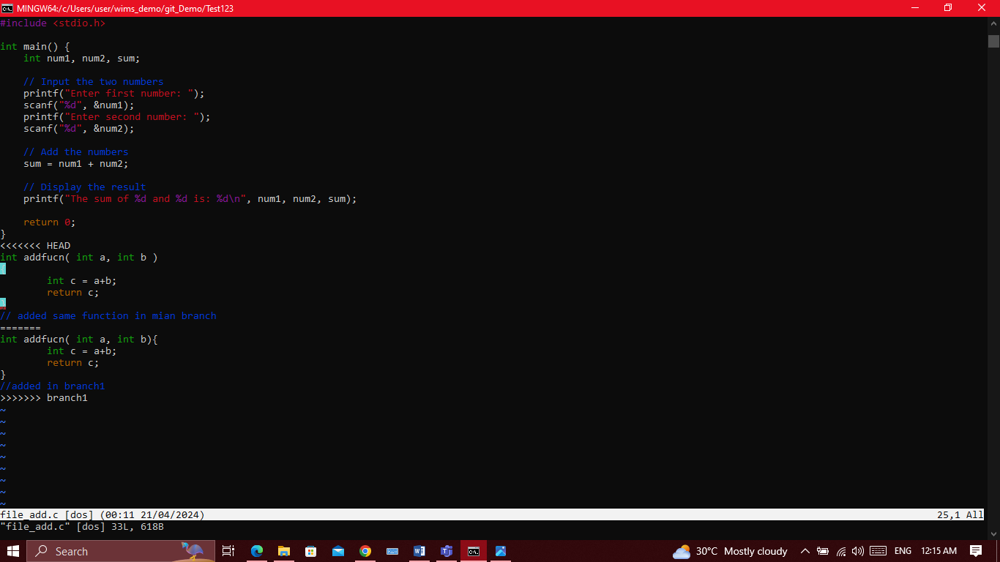 MINGW64:/c/Users/user/wims_demo/git_Demo/Test123
#include <stdio.h>
int main() {
    int num1, num2, sum;
    // Input the two numbers
    printf("Enter first number: ");
    scanf("%d", &num1);
    printf("Enter second number: ");
    scanf("%d", &num2);
    // Add the numbers
    sum = num1 + num2;
    // Display the result
    printf("The sum of %d and %d is: %d\n", num1, num2, sum);
    return 0;
}
<<<<<<< HEAD
int addfucn( int a, int b )
{
        int c = a+b;
        return c;
}
// added same function in mian branch
=======
int addfucn( int a, int b){
        int c = a+b;
        return c;
}
//added in branch1
>>>>>>> branch1
~
~
~
~
~
~
~
~
~
file_add.c [dos] (00:11 21/04/2024) 25,1 All
"file_add.c" [dos] 33L, 618B
Search 30°C Mostly cloudy ENG 12:15 AM